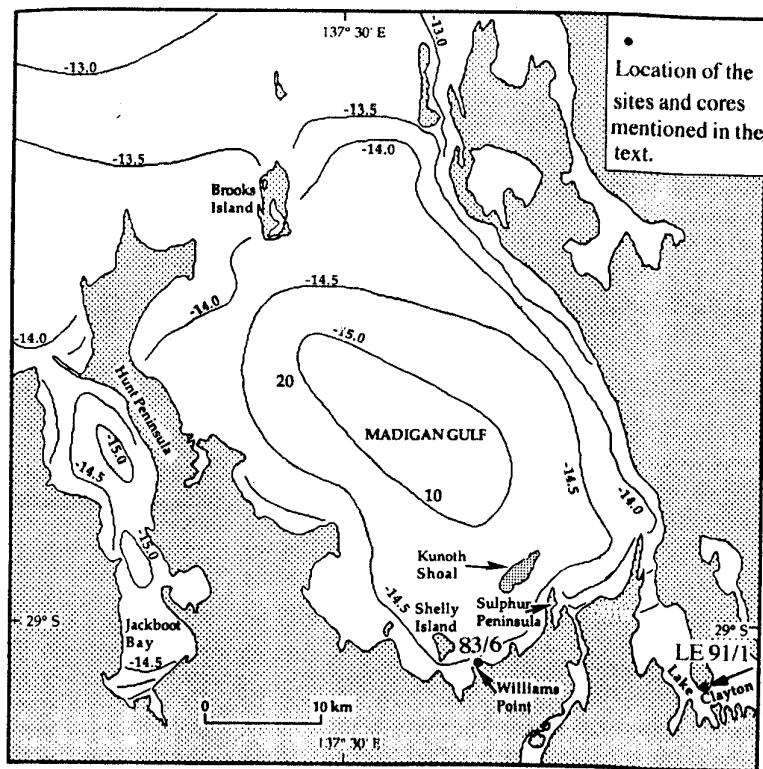 137° 30' E
-13.0
-13.0
Location of the
sites and cores
mentioned in the
text.
-13.5
-13.5
-14.0
Brooks
Island
-14.5
-14.0
-14.0
-15.0
20
Hunt Peninsula
MADIGAN GULF
-15.0
-14.5
-14.5
10
-14.0
-15.0
Kunoth
Shoal
-14.5
Shelly
Island
Sulphur
Peninsula
29° S
29° S
Jackboot
Bay
83/6
LE 91/1
-14.5
Lake
Clayton
Williams
Point
0
10 km
137° 30' E